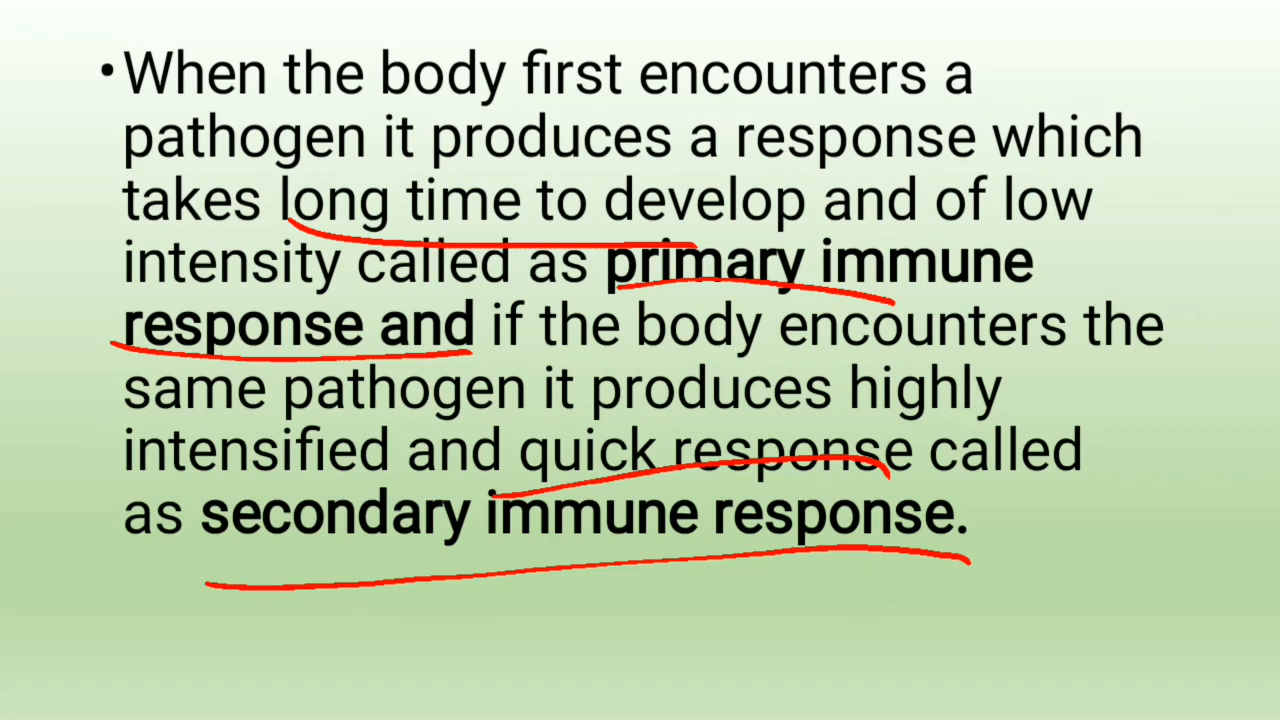 •When the body first encounters a
pathogen it produces a response which
takes long time to develop and of low
intensity called as primary immune
response and if the body encounters the
same pathogen it produces highly
intensified and quick response called
as secondary immune response.